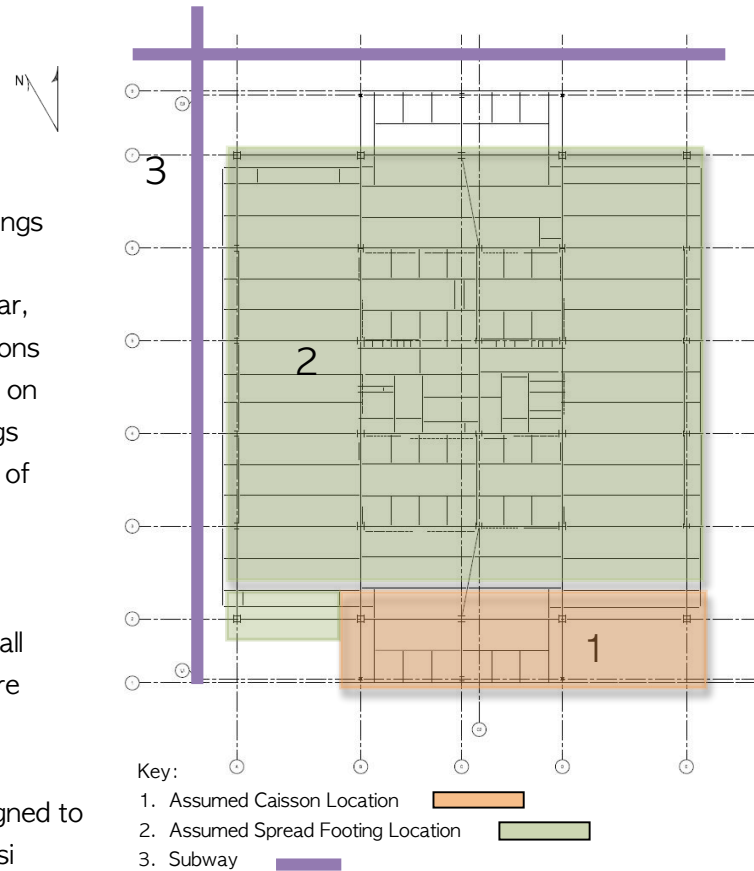 N
3
ings
ar,
ons
2
on
gs
of
all
1
re
Key:
1. Assumed Caisson Location
gned to
2. Assumed Spread Footing Location
si
3. Subway